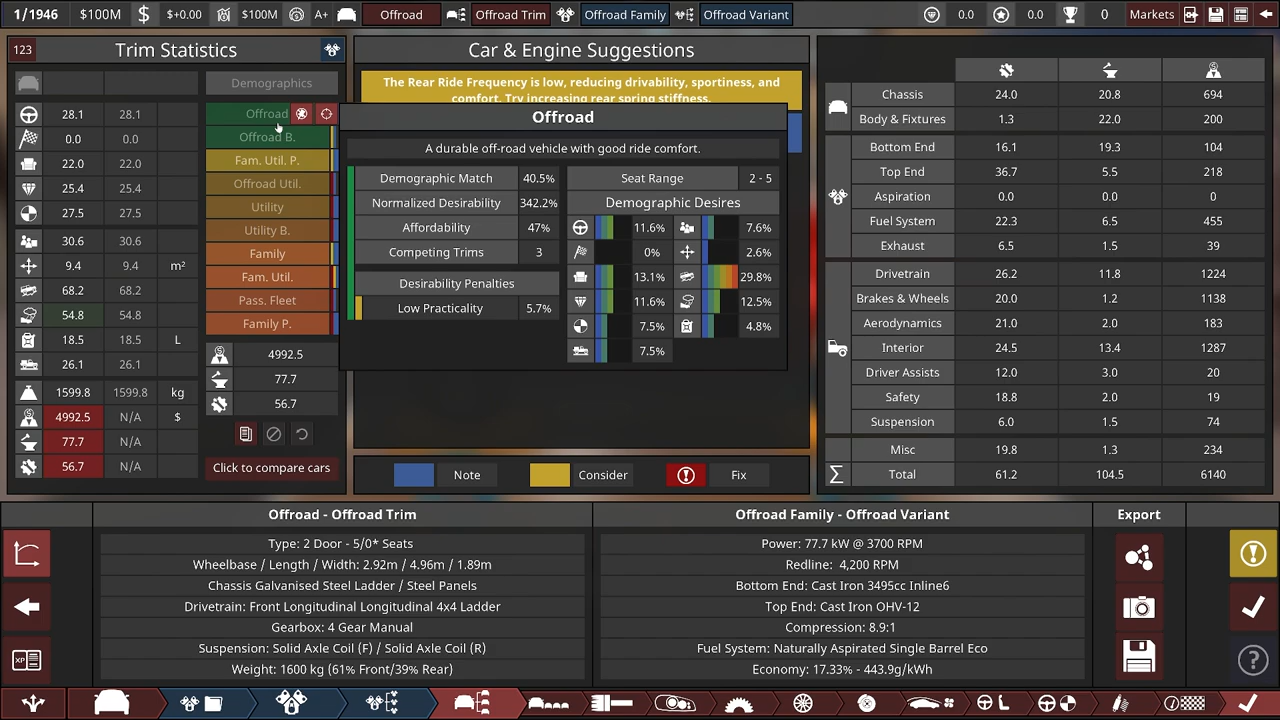 1/1946 $100M $ $+0.00 $100M A+ Offroad Offroad Trim Offroad Family Offroad Variant 0.0 0.0 0 Markets
123 Trim Statistics
Demographics
28.1 28.1
0.0 0.0
22.0 22.0
25.4 25.4
27.5 27.5
30.6 30.6
9.4 9.4 m²
68.2 68.2
54.8 54.8
18.5 18.5 L
26.1 26.1
1599.8 1599.8 kg
4992.5 N/A $
77.7 N/A
56.7 N/A
Offroad
Offroad B.
Fam. Util. P.
Offroad Util.
Utility
Utility B.
Family
Fam. Util.
Pass. Fleet
Family P.
4992.5
77.7
56.7
Click to compare cars
Car & Engine Suggestions
The Rear Ride Frequency is low, reducing drivability, sportiness, and
comfort. Try increasing rear spring stiffness.
Offroad
A durable off-road vehicle with good ride comfort.
Demographic Match 40.5%
Normalized Desirability 342.2%
Affordability 47%
Competing Trims 3
Desirability Penalties
Low Practicality 5.7%
Seat Range 2 - 5
Demographic Desires
11.6% 7.6%
0% 2.6%
13.1% 29.8%
11.6% 12.5%
7.5% 4.8%
7.5%
Note Consider Fix
Chassis 24.0 20.8 694
Body & Fixtures 1.3 22.0 200
Bottom End 16.1 19.3 104
Top End 36.7 5.5 218
Aspiration 0.0 0.0 0
Fuel System 22.3 6.5 455
Exhaust 6.5 1.5 39
Drivetrain 26.2 11.8 1224
Brakes & Wheels 20.0 1.2 1138
Aerodynamics 21.0 2.0 183
Interior 24.5 13.4 1287
Driver Assists 12.0 3.0 20
Safety 18.8 2.0 19
Suspension 6.0 1.5 74
Misc 19.8 1.3 234
Σ Total 61.2 104.5 6140
Offroad - Offroad Trim
Type: 2 Door - 5/0* Seats
Wheelbase / Length / Width: 2.92m / 4.96m / 1.89m
Chassis Galvanised Steel Ladder / Steel Panels
Drivetrain: Front Longitudinal Longitudinal 4x4 Ladder
Gearbox: 4 Gear Manual
Suspension: Solid Axle Coil (F) / Solid Axle Coil (R)
Weight: 1600 kg (61% Front/39% Rear)
Offroad Family - Offroad Variant
Power: 77.7 kW @ 3700 RPM
Redline: 4,200 RPM
Bottom End: Cast Iron 3495cc Inline6
Top End: Cast Iron OHV-12
Compression: 8.9:1
Fuel System: Naturally Aspirated Single Barrel Eco
Economy: 17.33% - 443.9g/kWh
Export
XP
?